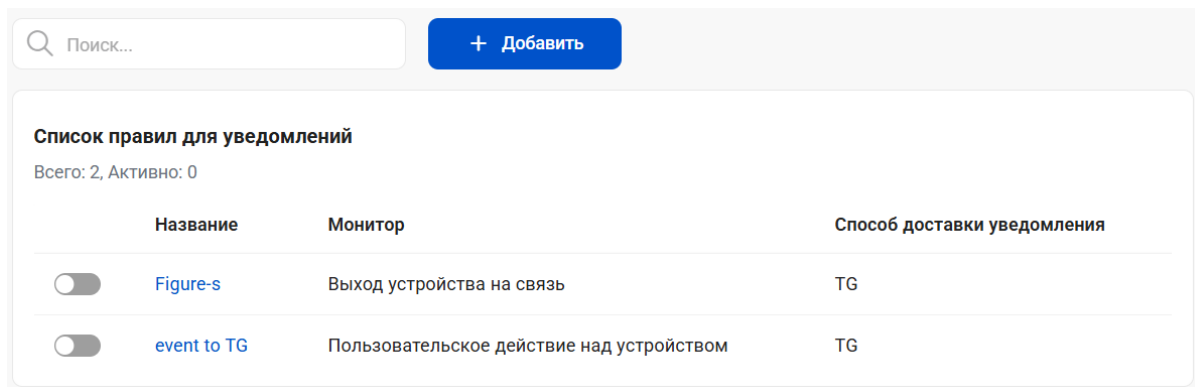 Поиск...
+ Добавить
Список правил для уведомлений
Всего: 2, Активно: 0
Название Монитор Способ доставки уведомления
Figure-s Выход устройства на связь TG
event to TG Пользовательское действие над устройством TG